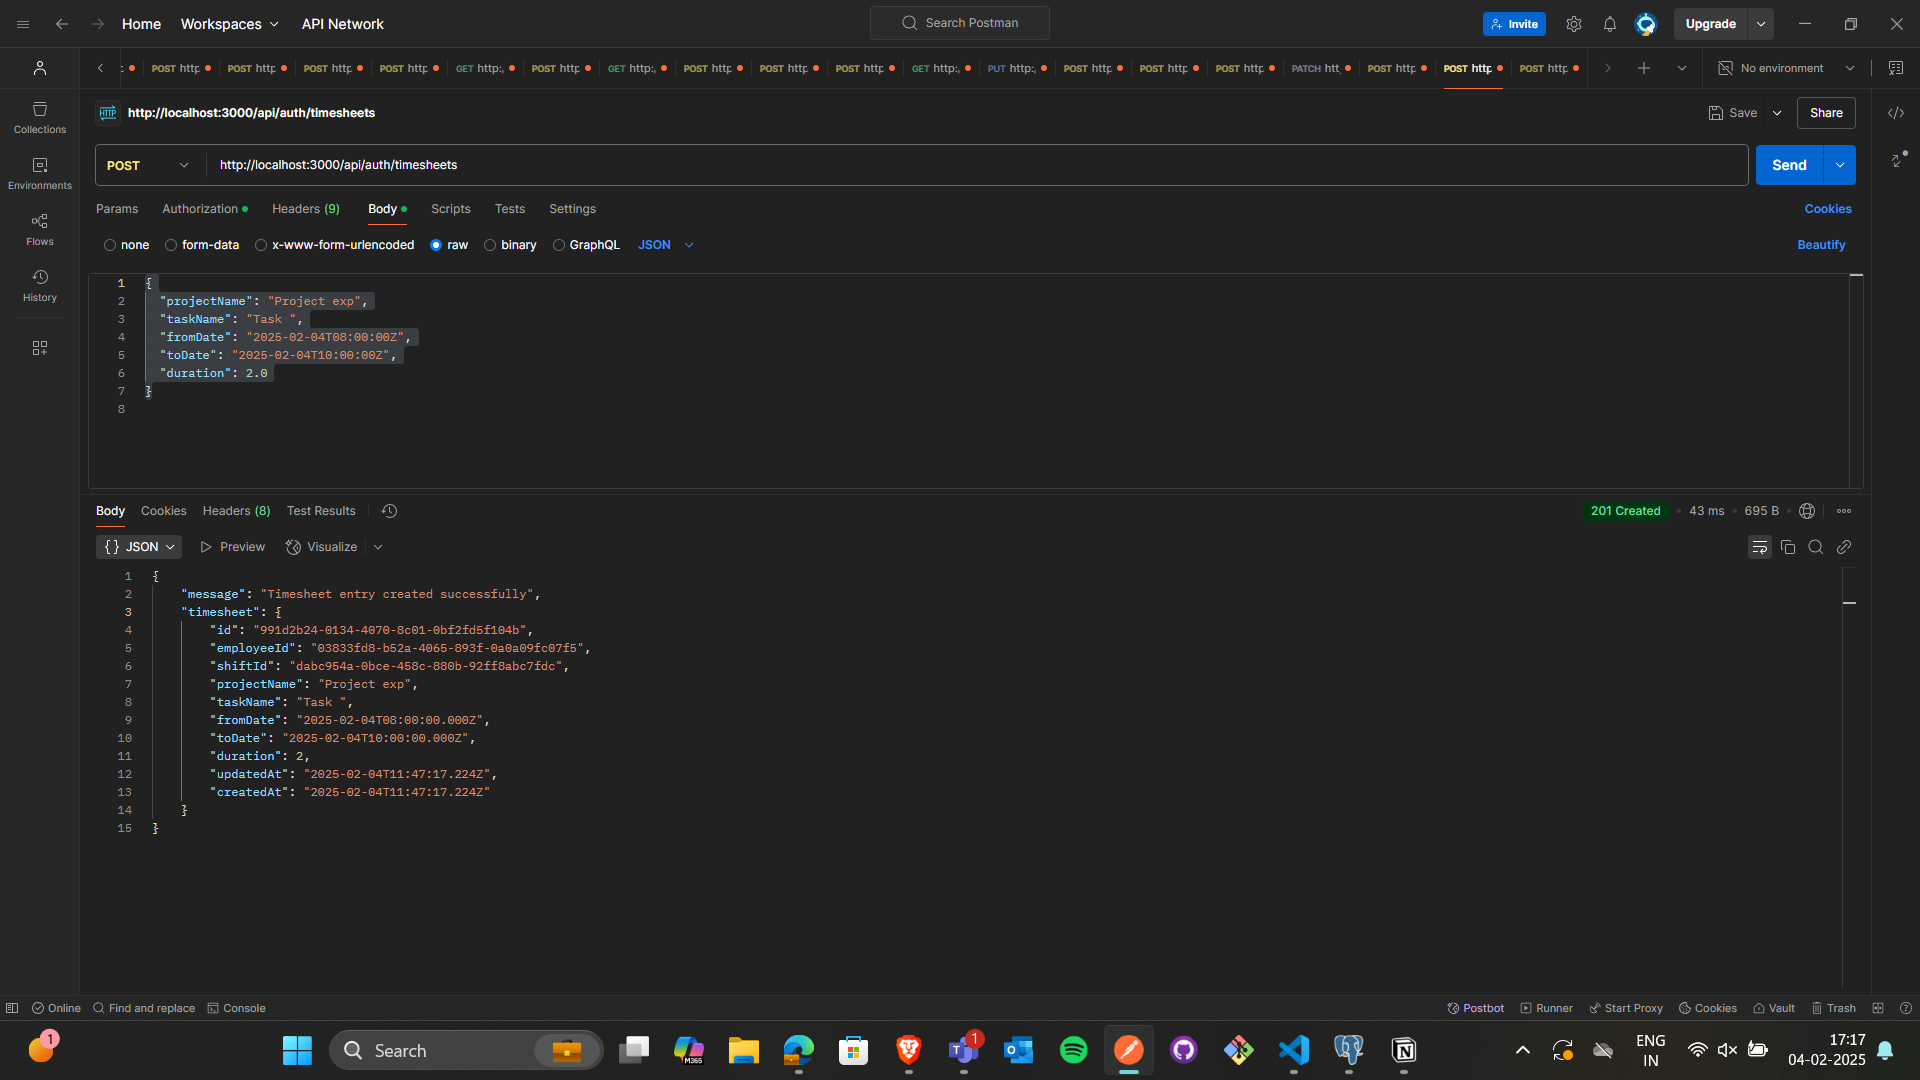 Home Workspaces API Network Search Postman Invite Upgrade
POST http POST http POST http POST http GET http: POST http GET http: POST http POST http POST http GET http: PUT http: POST http POST http POST http PATCH htt POST http POST http POST http No environment
HTTP http://localhost:3000/api/auth/timesheets Save Share
POST http://localhost:3000/api/auth/timesheets Send
Params Authorization Headers (9) Body Scripts Tests Settings Cookies
none form-data x-www-form-urlencoded raw binary GraphQL JSON Beautify
Collections
Environments
Flows
History
1 {
2 "projectName": "Project exp",
3 "taskName": "Task ",
4 "fromDate": "2025-02-04T08:00:00Z",
5 "toDate": "2025-02-04T10:00:00Z",
6 "duration": 2.0
7 }
8
Body Cookies Headers (8) Test Results 201 Created • 43 ms • 695 B
{} JSON Preview Visualize
1 {
2 "message": "Timesheet entry created successfully",
3 "timesheet": {
4 "id": "991d2b24-0134-4070-8c01-0bf2fd5f104b",
5 "employeeId": "03833fd8-b52a-4065-893f-0a0a09fc07f5",
6 "shiftId": "dabc954a-0bce-458c-880b-92ff8abc7fdc",
7 "projectName": "Project exp",
8 "taskName": "Task ",
9 "fromDate": "2025-02-04T08:00:00.000Z",
10 "toDate": "2025-02-04T10:00:00.000Z",
11 "duration": 2,
12 "updatedAt": "2025-02-04T11:47:17.224Z",
13 "createdAt": "2025-02-04T11:47:17.224Z"
14 }
15 }
Online Find and replace Console Postbot Runner Start Proxy Cookies Vault Trash
1 Search M365 1 ENG IN 17:17
04-02-2025